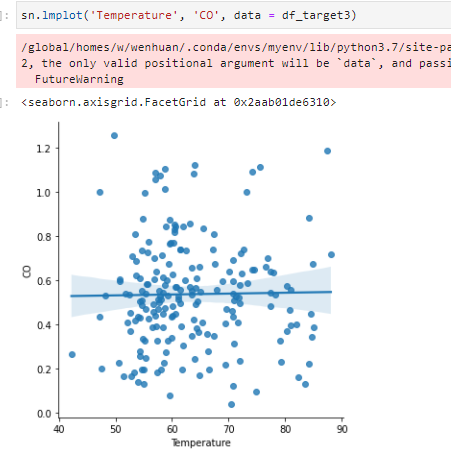 ]: sn.lmplot('Temperature', 'CO', data = df_target3)
/global/homes/w/wenhuan/.conda/envs/myenv/lib/python3.7/site-pa
2, the only valid positional argument will be `data`, and passi
FutureWarning
]: <seaborn.axisgrid.FacetGrid at 0x2aab01de6310>
1.2
1.0
0.8
0.6
0.4
0.2
0.0
CO
40 50 60 70 80 90
Temperature